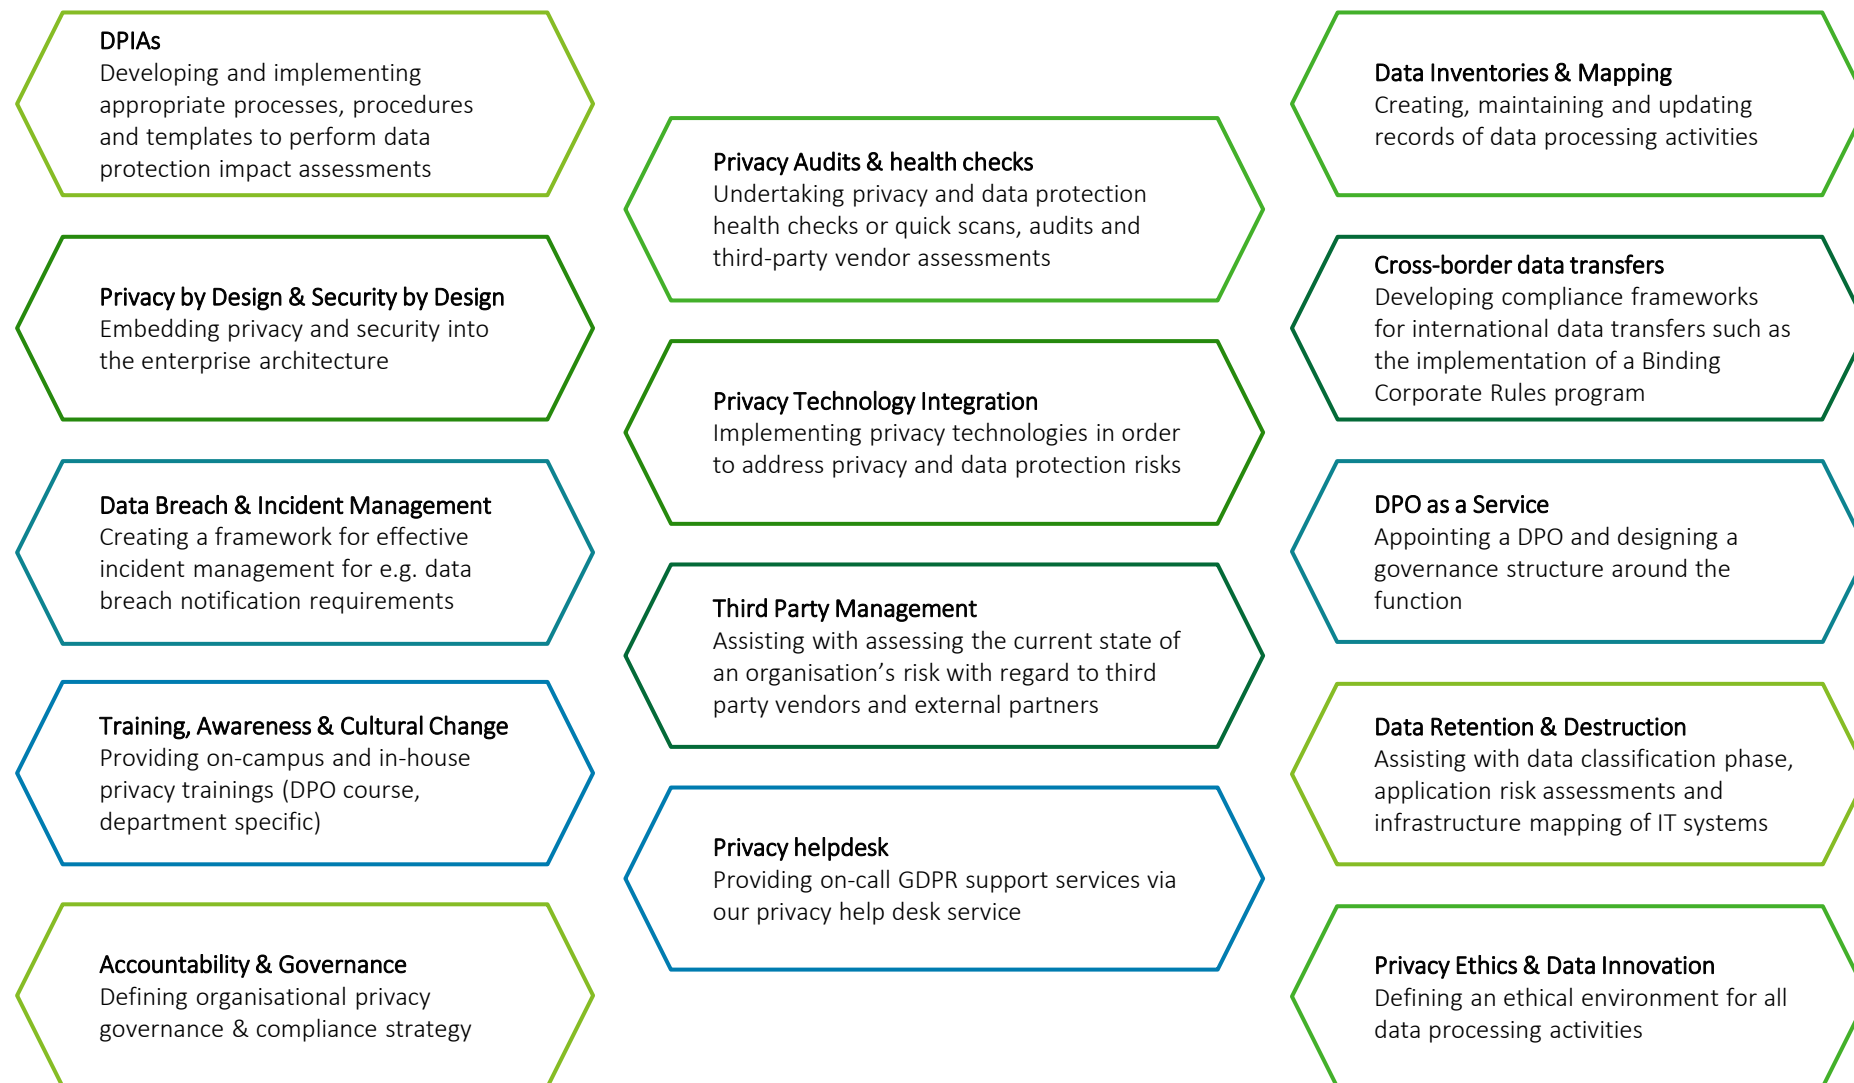 DPIAs
Developing and implementing
appropriate processes, procedures
and templates to perform data
protection impact assessments
Privacy by Design & Security by Design
Embedding privacy and security into
the enterprise architecture
Data Breach & Incident Management
Creating a framework for effective
incident management for e.g. data
breach notification requirements
Training, Awareness & Cultural Change
Providing on-campus and in-house
privacy trainings (DPO course,
department specific)
Accountability & Governance
Defining organisational privacy
governance & compliance strategy
Privacy Audits & health checks
Undertaking privacy and data protection
health checks or quick scans, audits and
third-party vendor assessments
Privacy Technology Integration
Implementing privacy technologies in order
to address privacy and data protection risks
Third Party Management
Assisting with assessing the current state of
an organisation’s risk with regard to third
party vendors and external partners
Privacy helpdesk
Providing on-call GDPR support services via
our privacy help desk service
Data Inventories & Mapping
Creating, maintaining and updating
records of data processing activities
Cross-border data transfers
Developing compliance frameworks
for international data transfers such as
the implementation of a Binding
Corporate Rules program
DPO as a Service
Appointing a DPO and designing a
governance structure around the
function
Data Retention & Destruction
Assisting with data classification phase,
application risk assessments and
infrastructure mapping of IT systems
Privacy Ethics & Data Innovation
Defining an ethical environment for all
data processing activities